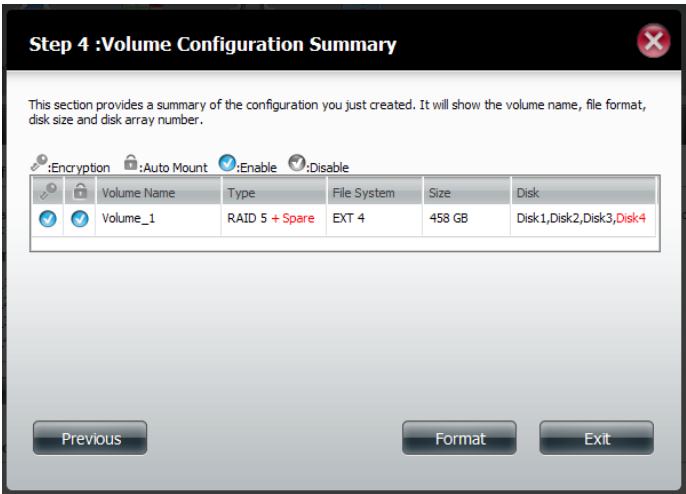 Step 4 :Volume Configuration Summary
This section provides a summary of the configuration you just created. It will show the volume name, file format,
disk size and disk array number.
:Encryption :Auto Mount :Enable :Disable
Volume Name Type File System Size Disk
Volume_1 RAID 5 + Spare EXT 4 458 GB Disk1,Disk2,Disk3,Disk4
Previous Format Exit